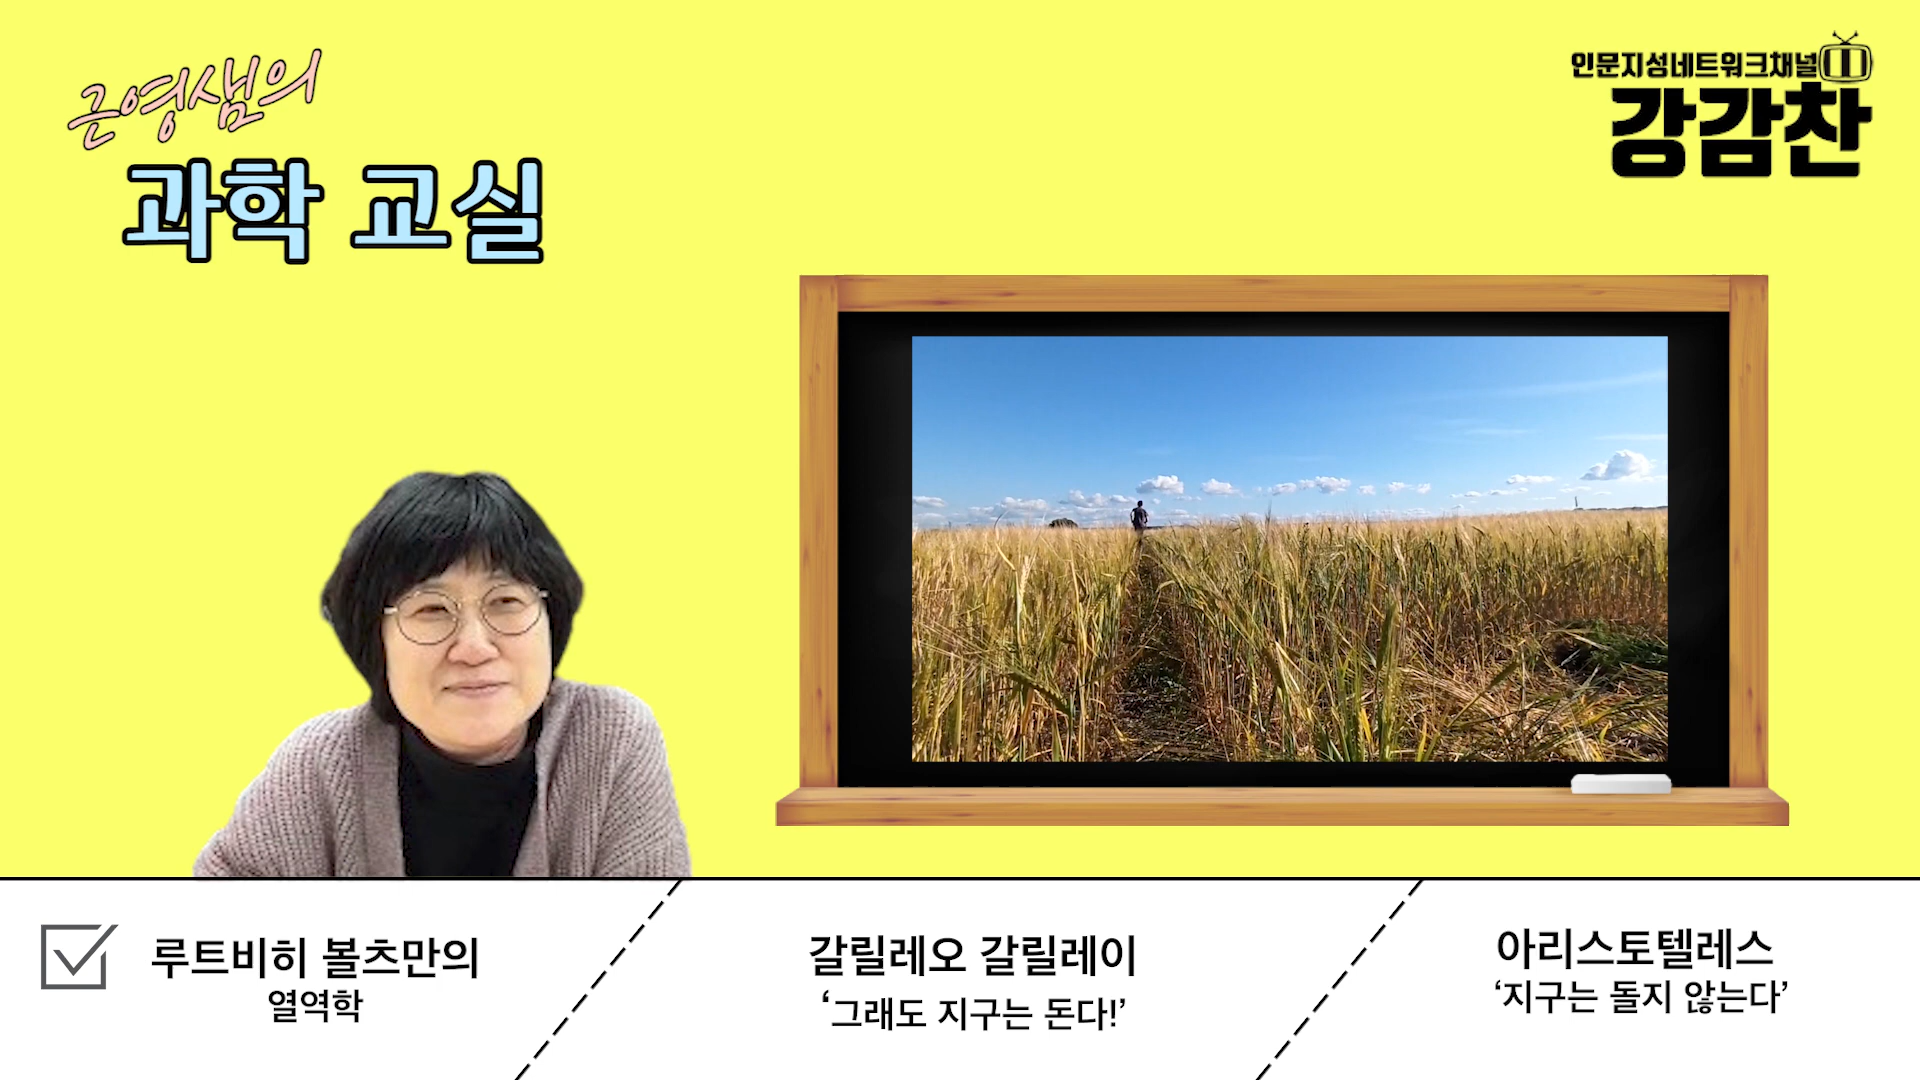 근영샘의
과학 교실
인문지성네트워크채널
강감찬
루트비히 볼츠만의
열역학
갈릴레오 갈릴레이
‘그래도 지구는 돈다!’
아리스토텔레스
‘지구는 돌지 않는다’